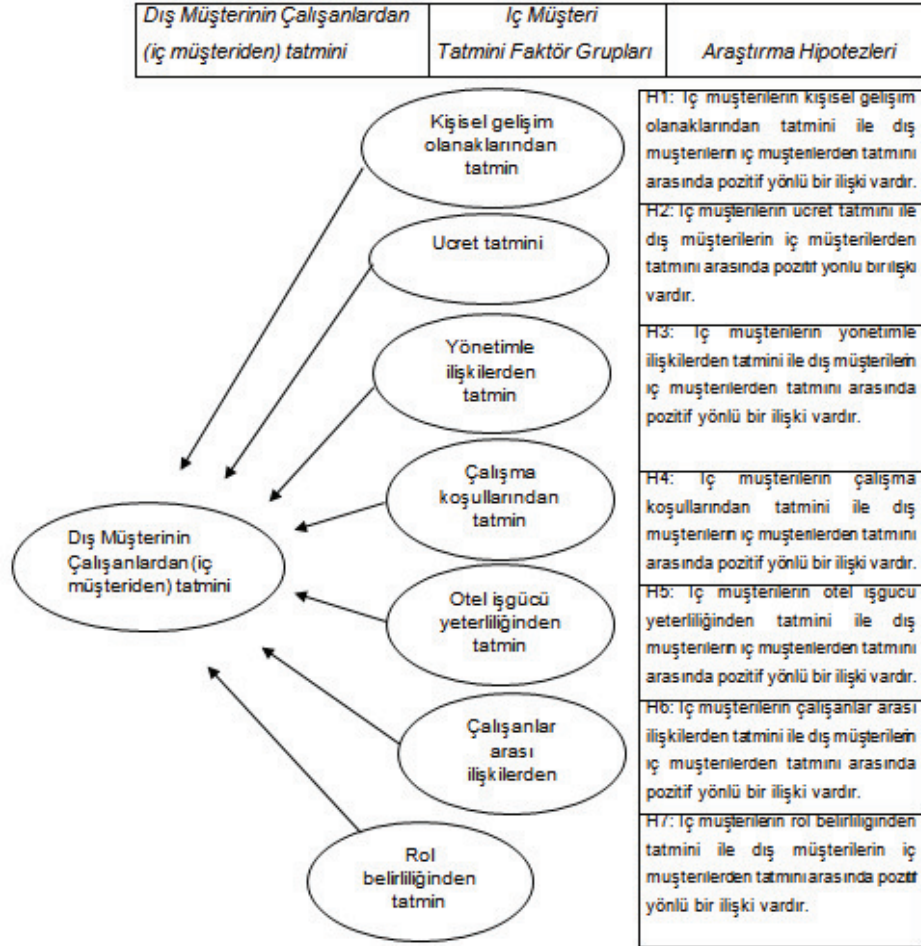 Dış Müşterinin Çalışanlardan
(iç müşteriden) tatmini
İç Müşteri
Tatmini Faktör Grupları
Araştırma Hipotezleri
Kişisel gelişim
olanaklarından
tatmin
Ucret tatmini
Yönetimle
ilişkilerden
tatmin
Çalışma
koşullarından
tatmin
Otel işgücü
yeterliliğinden
tatmin
Çalışanlar
arası
ilişkilerden
Rol
belirliliğinden
tatmin
Dış Müşterinin
Çalışanlardan (iç
müşteriden) tatmini
H1: İç müşterilerin kişisel gelişim
olanaklarından tatmini ile dış
müşterilerin iç müşterilerden tatmini
arasında pozitif yönlü bir ilişki vardır.
H2: İç müşterilerin ücret tatmini ile
dış müşterilerin iç müşterilerden
tatmini arasında pozitif yönlü bir ilişki
vardır.
H3: İç müşterilerin yönetimle
ilişkilerden tatmini ile dış müşterilerin
iç müşterilerden tatmini arasında
pozitif yönlü bir ilişki vardır.
H4: İç müşterilerin çalışma
koşullarından tatmini ile dış
müşterilerin iç müşterilerden tatmini
arasında pozitif yönlü bir ilişki vardır.
H5: İç müşterilerin otel işgücü
yeterliliğinden tatmini ile dış
müşterilerin iç müşterilerden tatmini
arasında pozitif yönlü bir ilişki vardır.
H6: İç müşterilerin çalışanlar arası
ilişkilerden tatmini ile dış müşterilerin
iç müşterilerden tatmini arasında
pozitif yönlü bir ilişki vardır.
H7: İç müşterilerin rol belirliliğinden
tatmini ile dış müşterilerin iç
müşterilerden tatmini arasında pozitif
yönlü bir ilişki vardır.